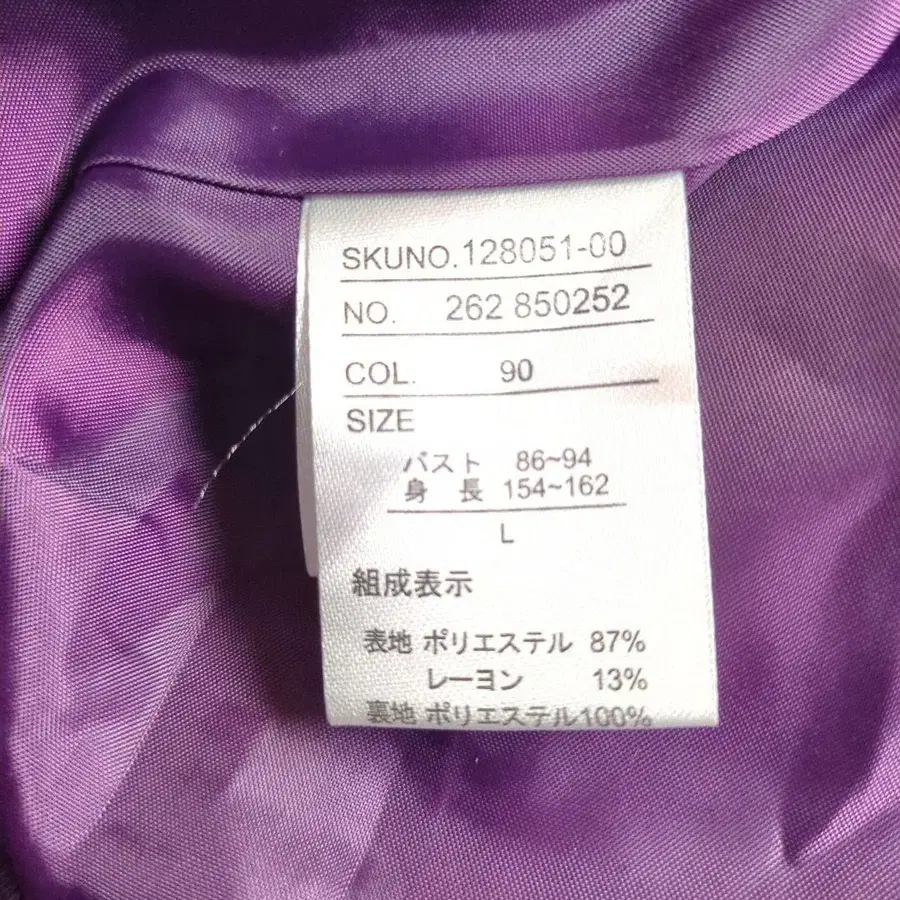 SKUNO.128051-00
NO. 262 850252
COL. 90
SIZE
バスト 86~94
身長 154~162
L
組成表示
表地 ポリエステル 87%
レーヨン 13%
裏地 ポリエステル100%